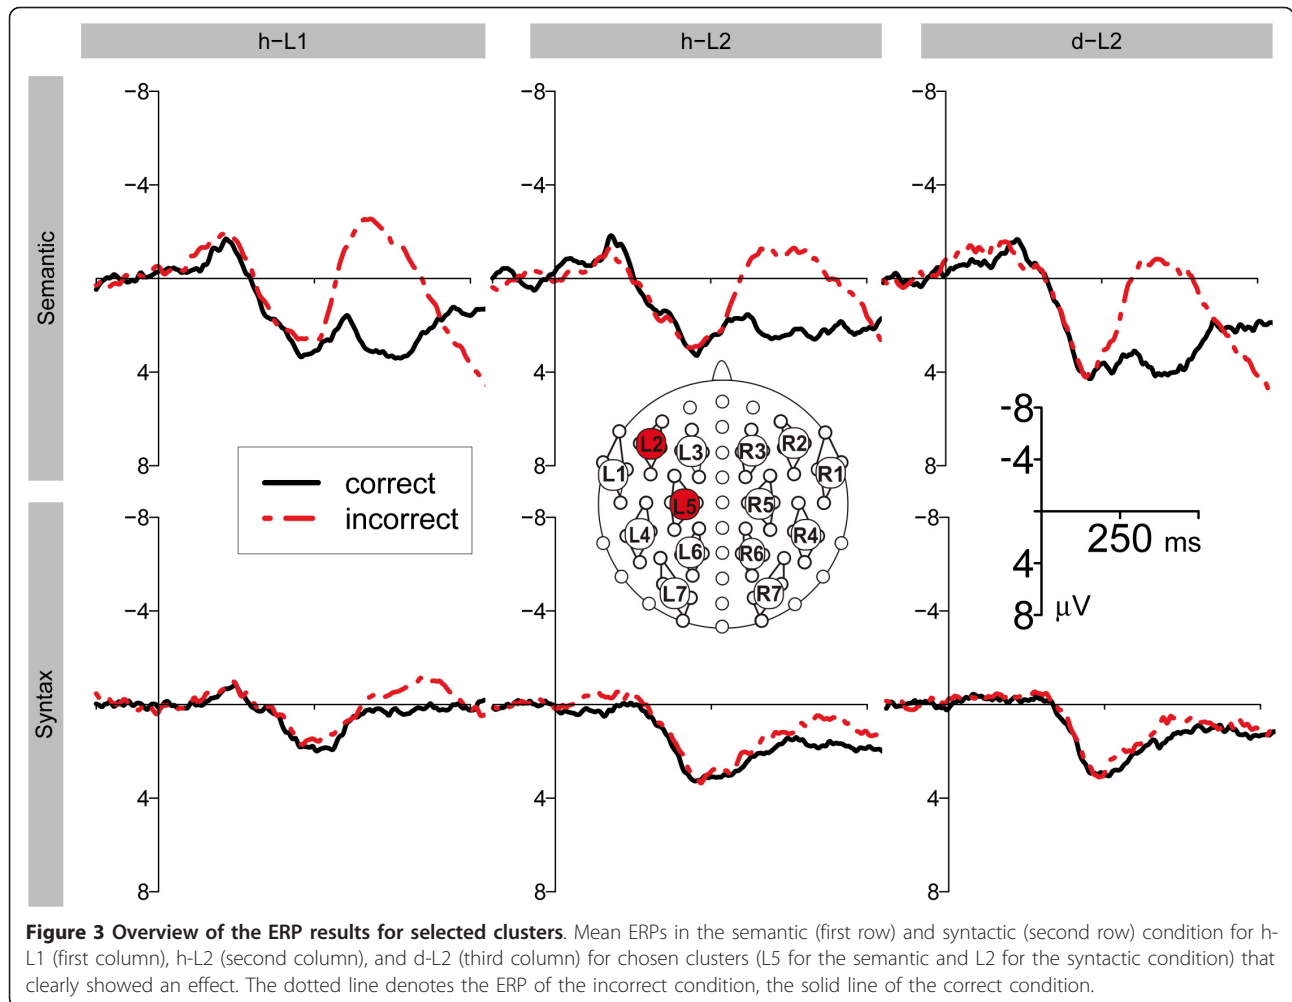 h−L1
h−L2
d−L2
Semantic
−8
−4
4
8
−8
−4
4
8
−8
−4
4
8
correct
incorrect
L1
L2
L3
R3
R2
R1
L5
R5
L4
L6
R6
R4
L7
R7
-8
-4
250 ms
4
8 μV
Syntax
−8
−4
4
8
−8
−4
4
8
−8
−4
4
8
Figure 3 Overview of the ERP results for selected clusters. Mean ERPs in the semantic (first row) and syntactic (second row) condition for h-
L1 (first column), h-L2 (second column), and d-L2 (third column) for chosen clusters (L5 for the semantic and L2 for the syntactic condition) that
clearly showed an effect. The dotted line denotes the ERP of the incorrect condition, the solid line of the correct condition.